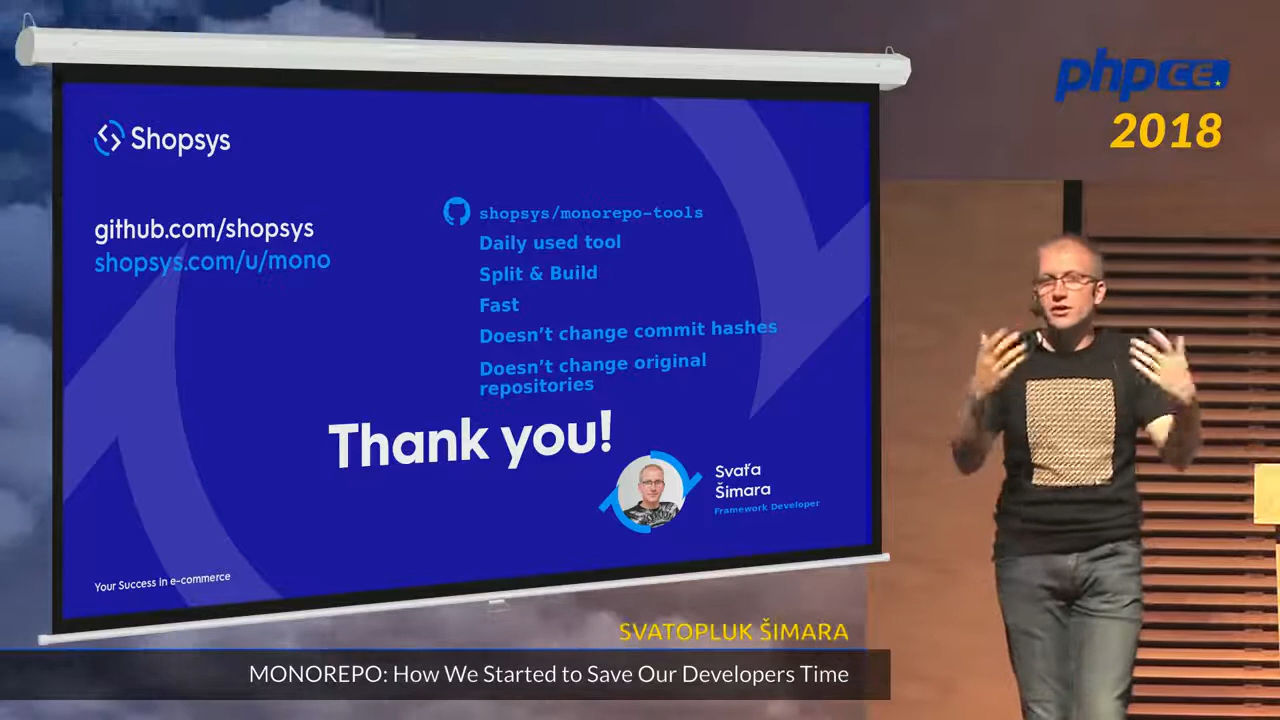 phpCE
2018
Shopsys
github.com/shopsys
shopsys.com/u/mono
shopsys/monorepo-tools
Daily used tool
Split & Build
Fast
Doesn’t change commit hashes
Doesn’t change original
repositories
Thank you!
Svaťa
Šimara
Framework Developer
Your Success in e-commerce
SVATOPLUK ŠIMARA
MONOREPO: How We Started to Save Our Developers Time